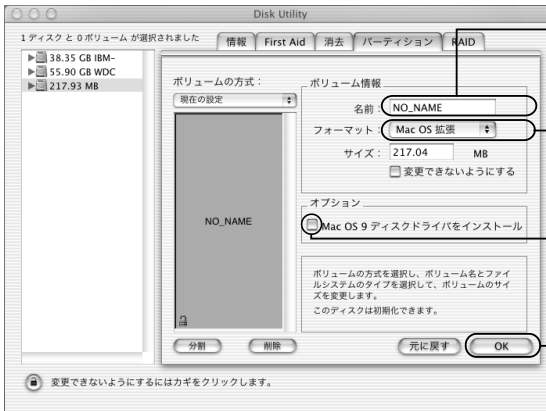 Disk Utility
1 ディスク と 0 ボリューム が選択されました
情報
First Aid
消去
パーティション
RAID
38.35 GB IBM-
55.90 GB WDC
217.93 MB
ボリュームの方式：
現在の設定
NO_NAME
分割
削除
ボリューム情報
名前：
NO_NAME
フォーマット：
Mac OS 拡張
サイズ：
217.04
MB
変更できないようにする
オプション
Mac OS 9 ディスクドライバをインストール
ボリュームの方式を選択し、ボリューム名とファイ
ルシステムのタイプを選択して、ボリュームのサイ
ズを変更します。
このディスクは初期化できます。
元に戻す
OK
変更できないようにするにはカギをクリックします。